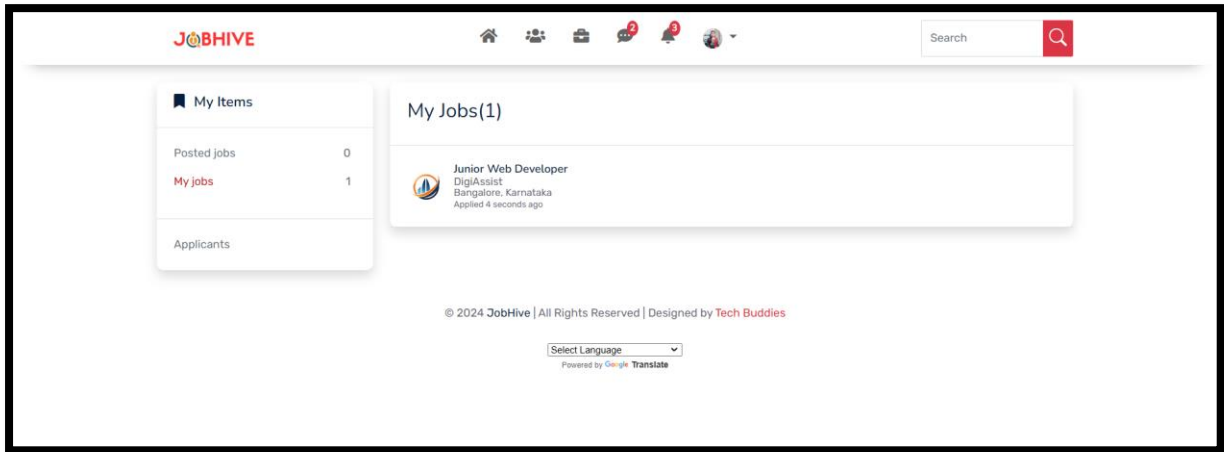 JOBHIVE
2
3
Search
My Items
Posted jobs 0
My jobs 1
Applicants
My Jobs(1)
Junior Web Developer
DigiAssist
Bangalore, Karnataka
Applied 4 seconds ago
© 2024 JobHive | All Rights Reserved | Designed by Tech Buddies
Select Language
Powered by Google Translate